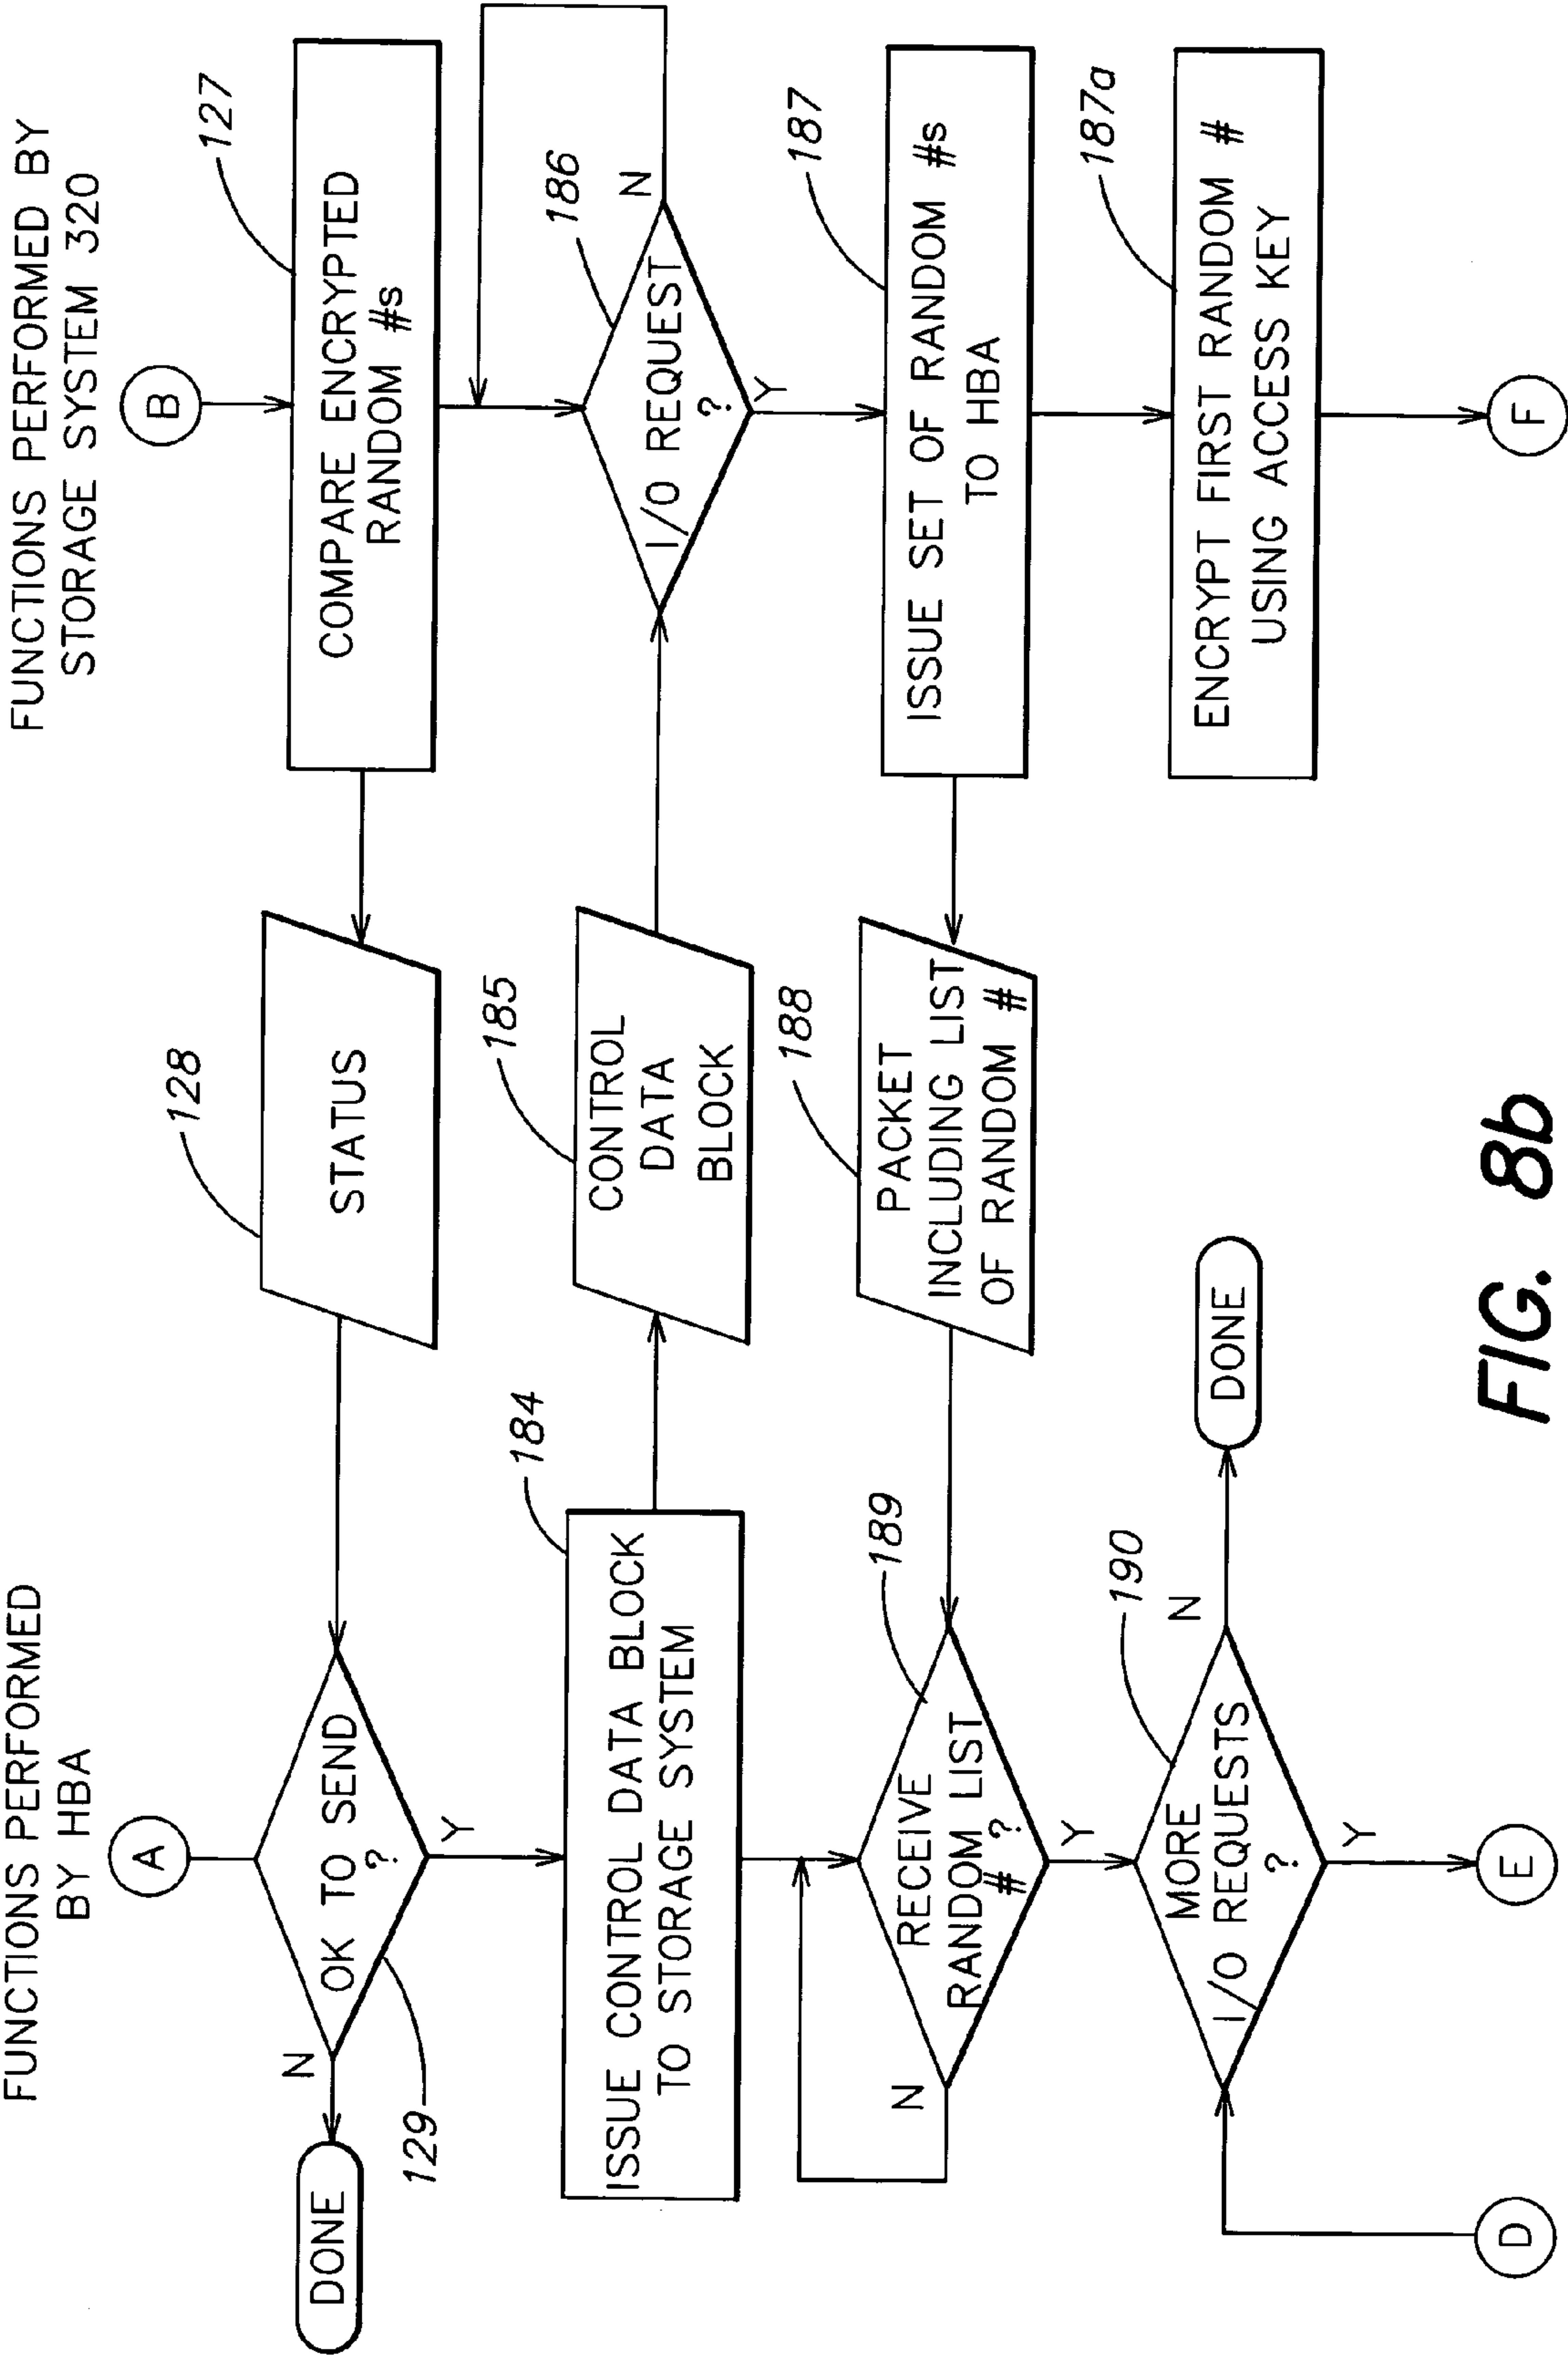 FUNCTIONS PERFORMED
BY HBA
FUNCTIONS PERFORMED BY
STORAGE SYSTEM 320
A
B
DONE
N
OK TO SEND
?
129
Y
STATUS
128
COMPARE ENCRYPTED
RANDOM #s
127
ISSUE CONTROL DATA BLOCK
TO STORAGE SYSTEM
184
CONTROL
DATA
BLOCK
185
I/O REQUEST
?
186
N
Y
N
RECEIVE
RANDOM LIST
# ?
189
Y
PACKET
INCLUDING LIST
OF RANDOM #
188
ISSUE SET OF RANDOM #s
TO HBA
187
MORE
I/O REQUESTS
?
190
N
Y
DONE
ENCRYPT FIRST RANDOM #
USING ACCESS KEY
187a
D
E
F
FIG. 8b